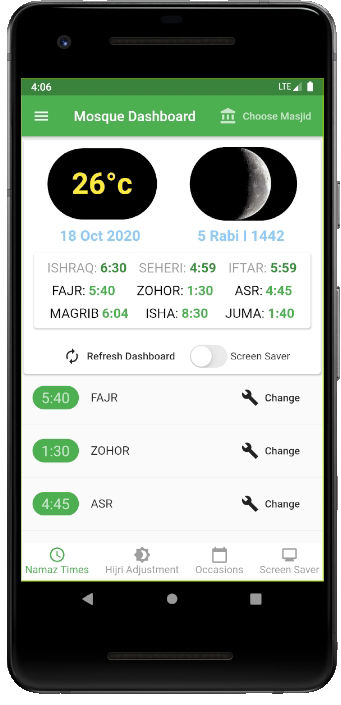 4:06 LTE
Mosque Dashboard Choose Masjid
26°c
18 Oct 2020 5 Rabi I 1442
ISHRAQ: 6:30 SEHERI: 4:59 IFTAR: 5:59
FAJR: 5:40 ZOHOR: 1:30 ASR: 4:45
MAGRIB 6:04 ISHA: 8:30 JUMA: 1:40
Refresh Dashboard Screen Saver
5:40 FAJR Change
1:30 ZOHOR Change
4:45 ASR Change
Namaz Times Hijri Adjustment Occasions Screen Saver